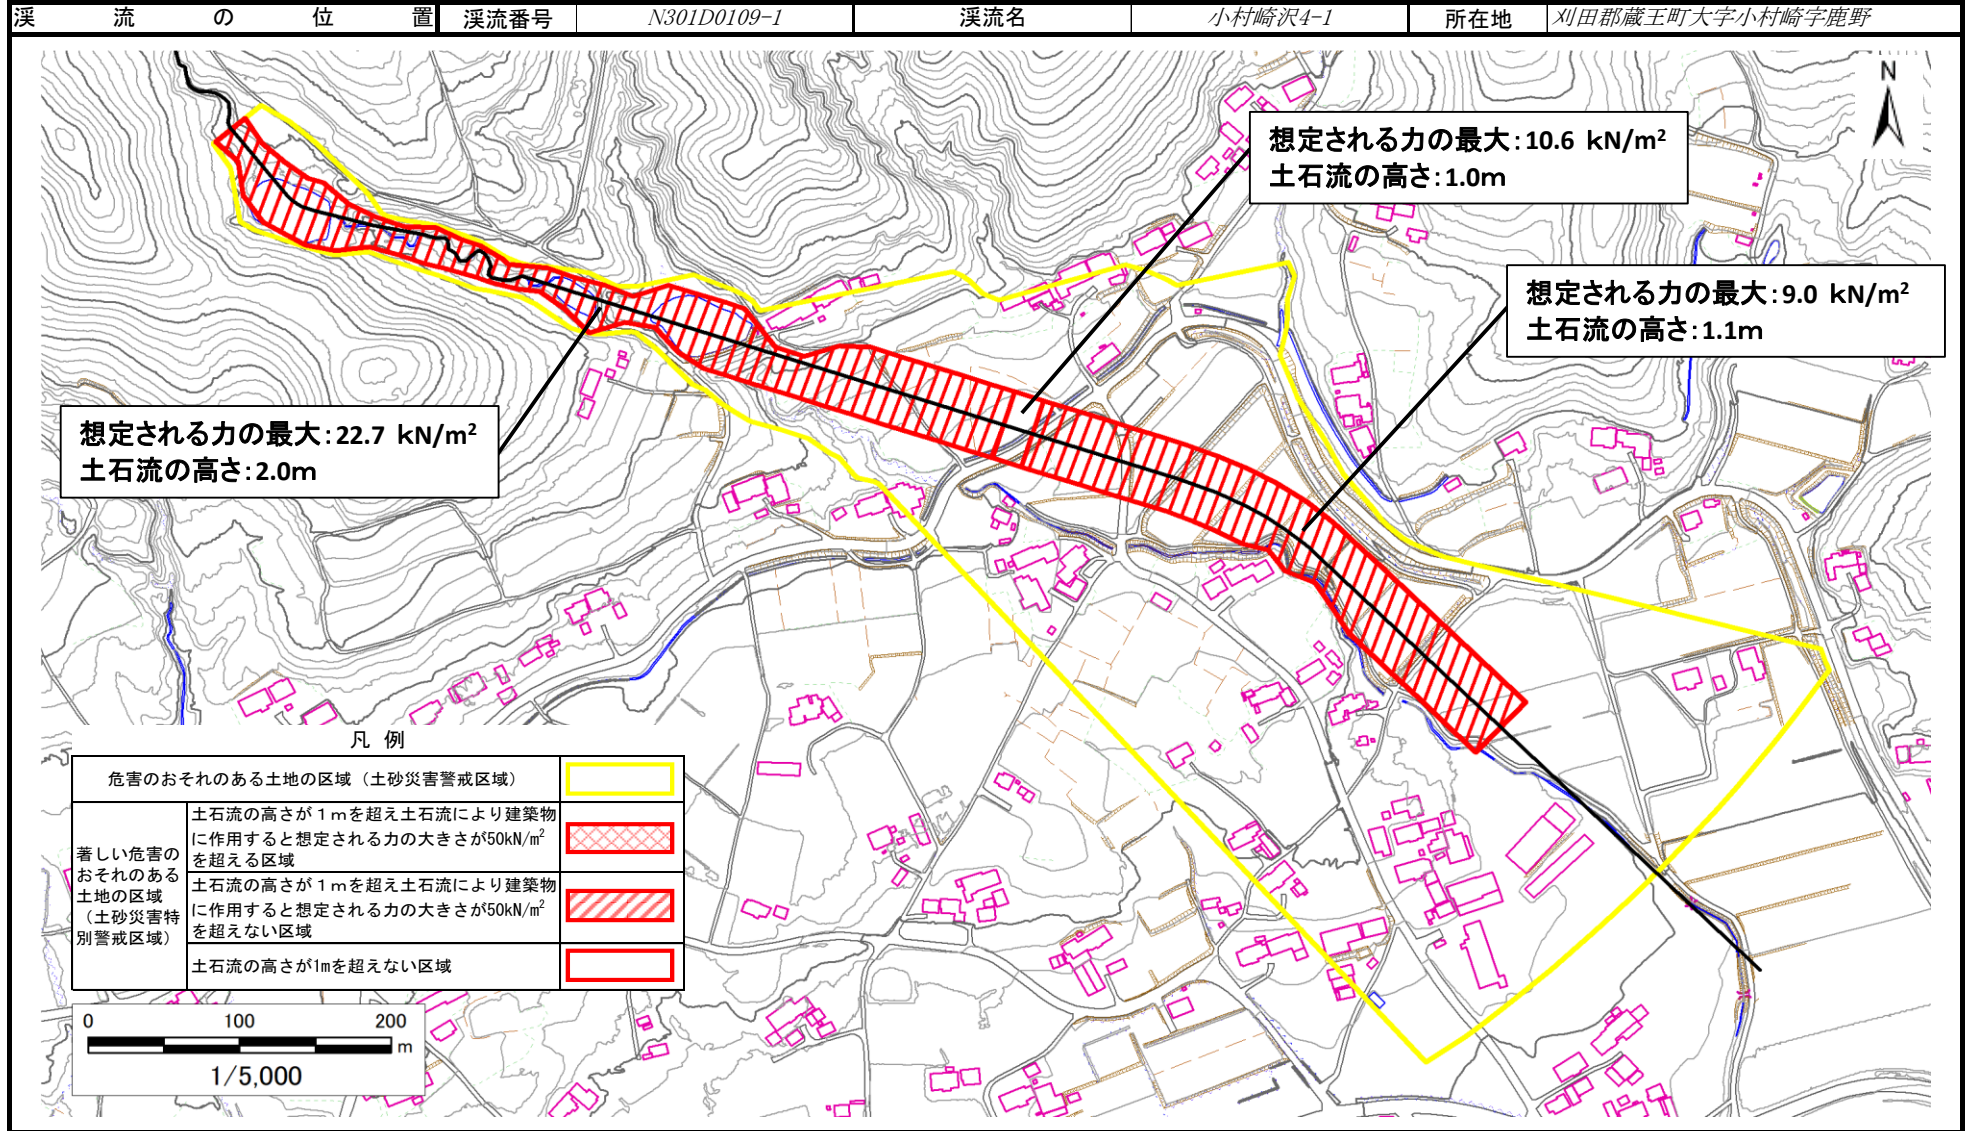 渓流の位置 渓流番号 N301D0109-1 渓流名 小村崎沢4-1 所在地 刈田郡蔵王町大字小村崎字鹿野
N
想定される力の最大:10.6 kN/m²
土石流の高さ:1.0m
想定される力の最大:9.0 kN/m²
土石流の高さ:1.1m
想定される力の最大:22.7 kN/m²
土石流の高さ:2.0m
凡 例
危害のおそれのある土地の区域（土砂災害警戒区域）
著しい危害の
おそれのある
土地の区域
（土砂災害特
別警戒区域）
土石流の高さが１ｍを超え土石流により建築物
に作用すると想定される力の大きさが50kN/m²
を超える区域
土石流の高さが１ｍを超え土石流により建築物
に作用すると想定される力の大きさが50kN/m²
を超えない区域
土石流の高さが1mを超えない区域
0 100 200
m
1/5,000